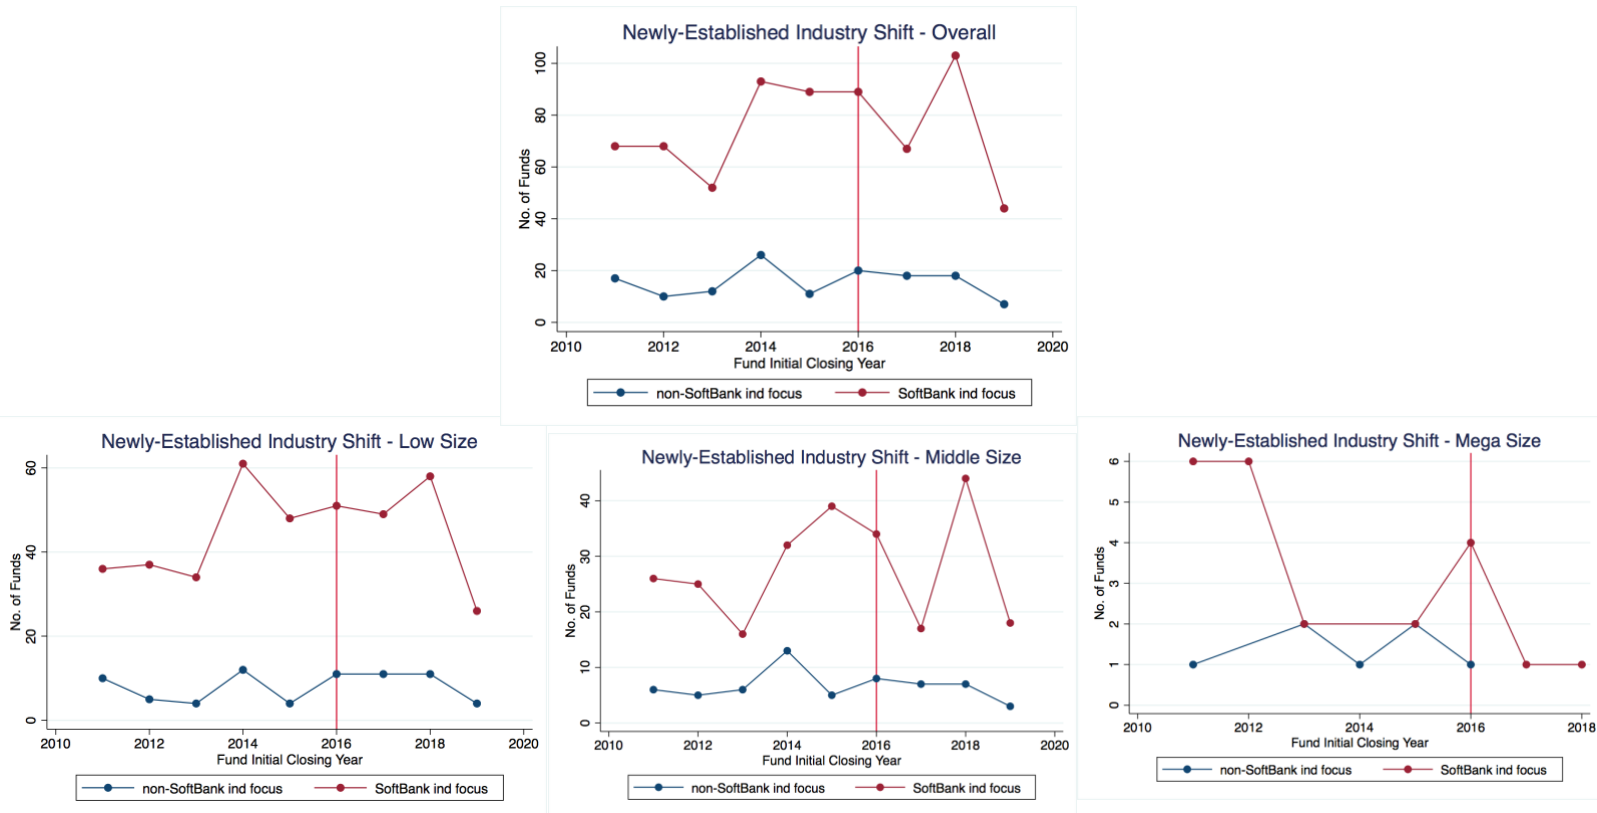 Newly-Established Industry Shift - Overall
No. of Funds
100
80
60
40
20
0
2010 2012 2014 2016 2018 2020
Fund Initial Closing Year
non-SoftBank ind focus SoftBank ind focus
Newly-Established Industry Shift - Low Size
No. of Funds
60
40
20
0
2010 2012 2014 2016 2018 2020
Fund Initial Closing Year
non-SoftBank ind focus SoftBank ind focus
Newly-Established Industry Shift - Middle Size
No. of Funds
40
30
20
10
0
2010 2012 2014 2016 2018 2020
Fund Initial Closing Year
non-SoftBank ind focus SoftBank ind focus
Newly-Established Industry Shift - Mega Size
No. of Funds
6
5
4
3
2
1
0
2010 2012 2014 2016 2018
Fund Initial Closing Year
non-SoftBank ind focus SoftBank ind focus